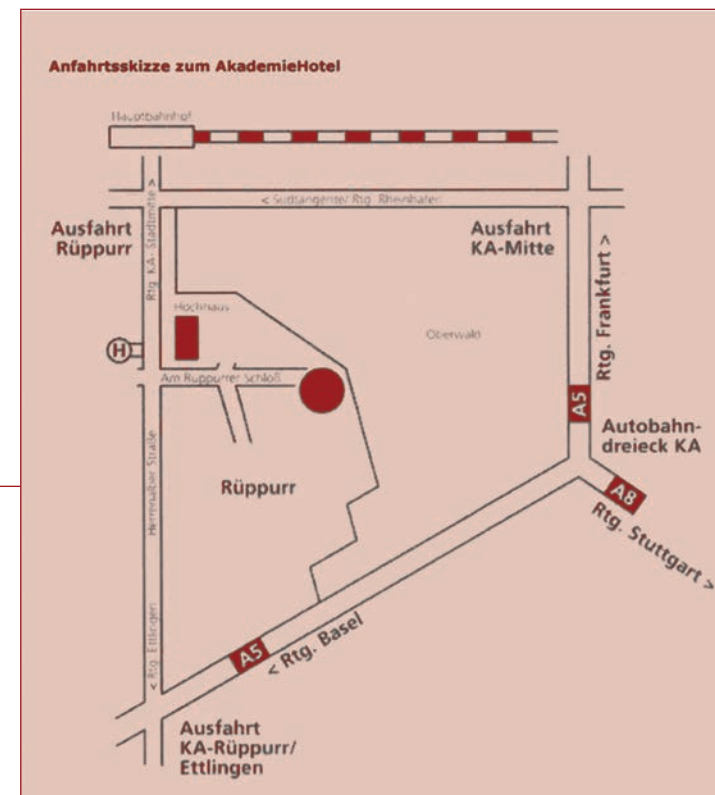 Anfahrtsskizze zum AkademieHotel
Hauptbahnhof
< Südtangente/ Rtg. Rheinhafen
Ausfahrt
Rüppurr
Rtg. KA- Stadtmitte >
Ausfahrt
KA-Mitte
Rtg. Frankfurt >
Hochhaus
H
Oberwald
Am Rüppurrer Schloß
A5
Autobahn-
dreieck KA
A8
Rtg. Stuttgart >
Rüppurr
Herrenalber Straße
< Rtg. Ettlingen
A5
< Rtg. Basel
Ausfahrt
KA-Rüppurr/
Ettlingen